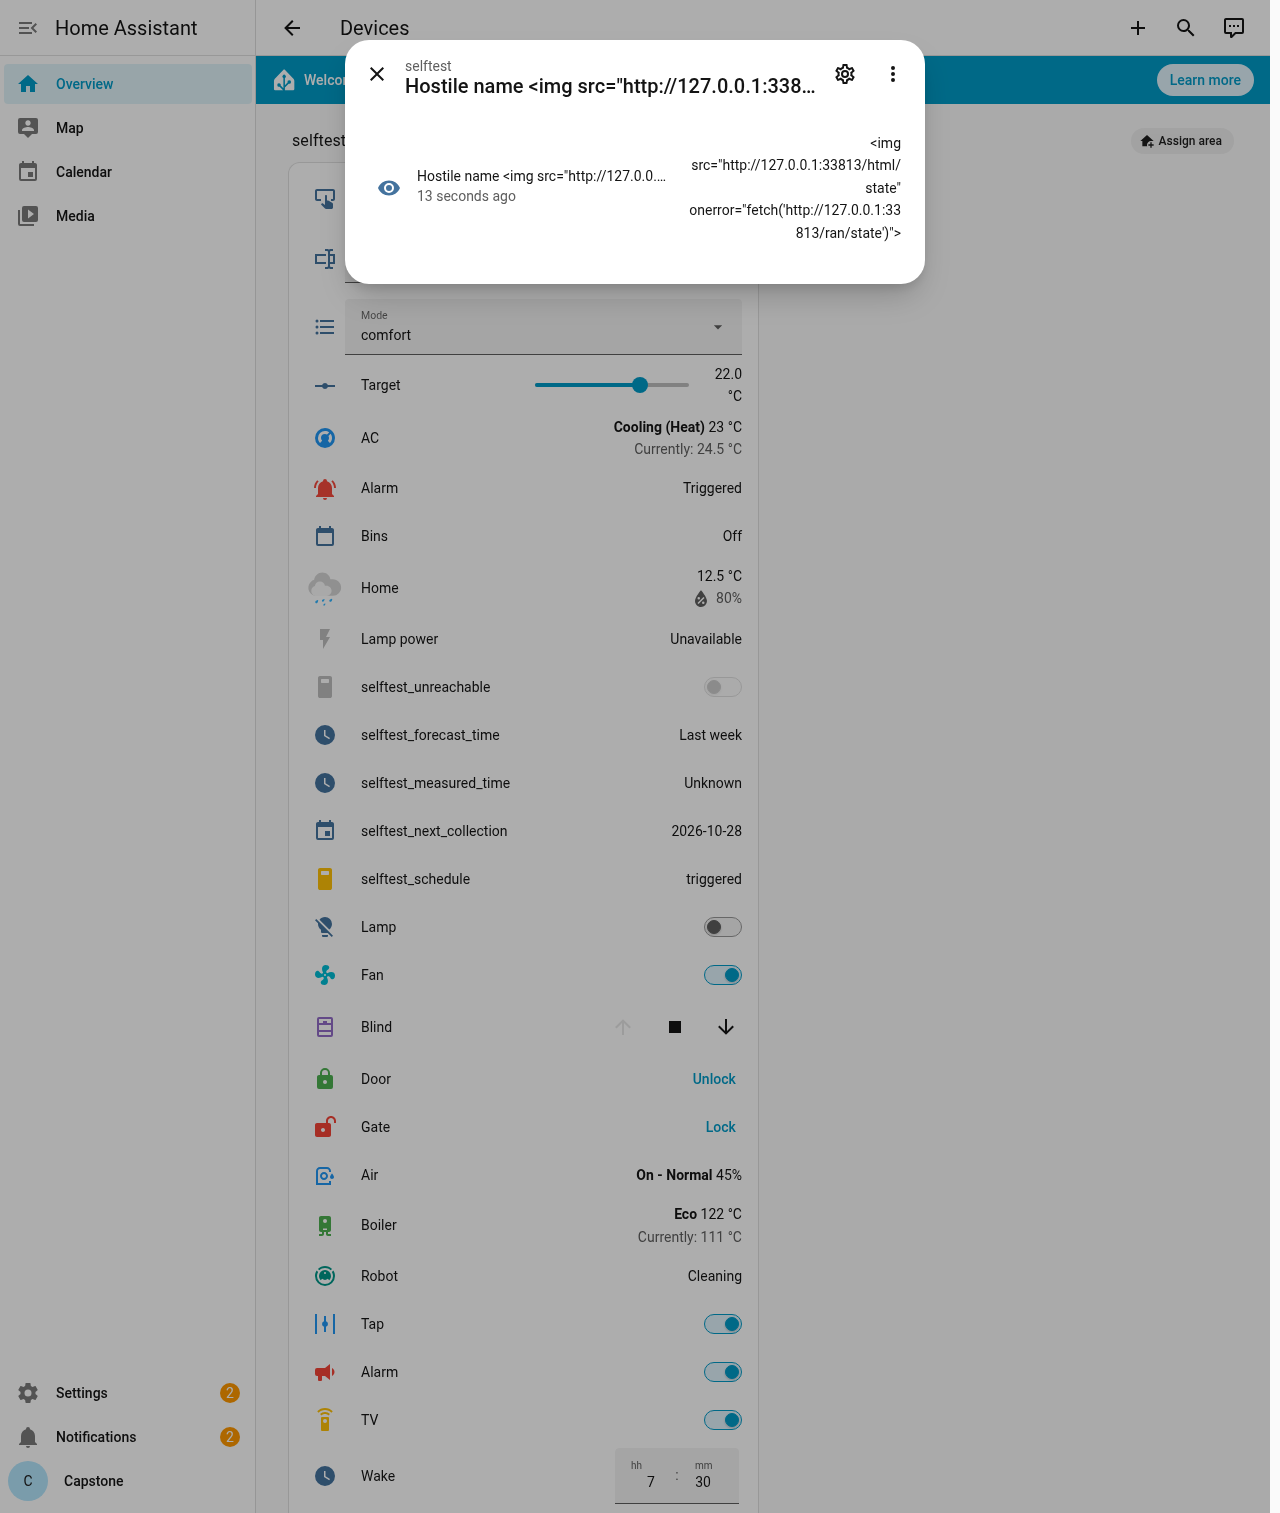 Home Assistant
Devices
Overview
Map
Calendar
Media
Settings
2
Notifications
2
C
Capstone
Learn more
Assign area
selftest
Hostile name <img src="http://127.0.0.1:338...
Hostile name <img src="http://127.0.0....
13 seconds ago
<img
src="http://127.0.0.1:33813/html/
state"
onerror="fetch('http://127.0.0.1:33
813/ran/state')">
selftest
Mode
comfort
Target
22.0
°C
AC
Cooling (Heat) 23 °C
Currently: 24.5 °C
Alarm
Triggered
Bins
Off
Home
12.5 °C
80%
Lamp power
Unavailable
selftest_unreachable
selftest_forecast_time
Last week
selftest_measured_time
Unknown
selftest_next_collection
2026-10-28
selftest_schedule
triggered
Lamp
Fan
Blind
Door
Unlock
Gate
Lock
Air
On - Normal 45%
Boiler
Eco 122 °C
Currently: 111 °C
Robot
Cleaning
Tap
Alarm
TV
Wake
hh
7
:
mm
30